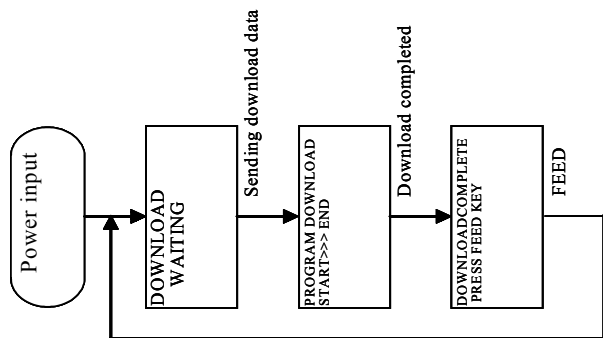 Power input
DOWNLOAD
WAITING
Sending download data
PROGRAM DOWNLOAD
START>>> END
Download completed
DOWNLOADCOMPLETE
PRESS FEED KEY
FEED